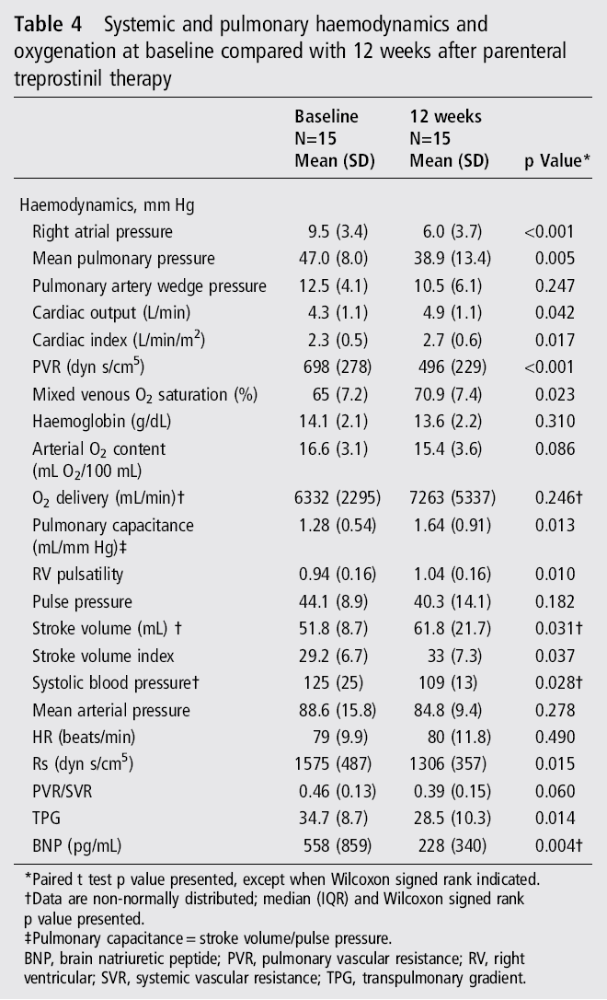 Table 4 Systemic and pulmonary haemodynamics and
oxygenation at baseline compared with 12 weeks after parenteral
treprostinil therapy
Baseline 12 weeks
N=15 N=15
Mean (SD) Mean (SD) p Value*
Haemodynamics, mm Hg
Right atrial pressure 9.5 (3.4) 6.0 (3.7) <0.001
Mean pulmonary pressure 47.0 (8.0) 38.9 (13.4) 0.005
Pulmonary artery wedge pressure 12.5 (4.1) 10.5 (6.1) 0.247
Cardiac output (L/min) 4.3 (1.1) 4.9 (1.1) 0.042
Cardiac index (L/min/m²) 2.3 (0.5) 2.7 (0.6) 0.017
PVR (dyn s/cm⁵) 698 (278) 496 (229) <0.001
Mixed venous O₂ saturation (%) 65 (7.2) 70.9 (7.4) 0.023
Haemoglobin (g/dL) 14.1 (2.1) 13.6 (2.2) 0.310
Arterial O₂ content 16.6 (3.1) 15.4 (3.6) 0.086
(mL O₂/100 mL)
O₂ delivery (mL/min)† 6332 (2295) 7263 (5337) 0.246†
Pulmonary capacitance 1.28 (0.54) 1.64 (0.91) 0.013
(mL/mm Hg)‡
RV pulsatility 0.94 (0.16) 1.04 (0.16) 0.010
Pulse pressure 44.1 (8.9) 40.3 (14.1) 0.182
Stroke volume (mL) † 51.8 (8.7) 61.8 (21.7) 0.031†
Stroke volume index 29.2 (6.7) 33 (7.3) 0.037
Systolic blood pressure† 125 (25) 109 (13) 0.028†
Mean arterial pressure 88.6 (15.8) 84.8 (9.4) 0.278
HR (beats/min) 79 (9.9) 80 (11.8) 0.490
Rs (dyn s/cm⁵) 1575 (487) 1306 (357) 0.015
PVR/SVR 0.46 (0.13) 0.39 (0.15) 0.060
TPG 34.7 (8.7) 28.5 (10.3) 0.014
BNP (pg/mL) 558 (859) 228 (340) 0.004†
*Paired t test p value presented, except when Wilcoxon signed rank indicated.
†Data are non-normally distributed; median (IQR) and Wilcoxon signed rank
p value presented.
‡Pulmonary capacitance=stroke volume/pulse pressure.
BNP, brain natriuretic peptide; PVR, pulmonary vascular resistance; RV, right
ventricular; SVR, systemic vascular resistance; TPG, transpulmonary gradient.